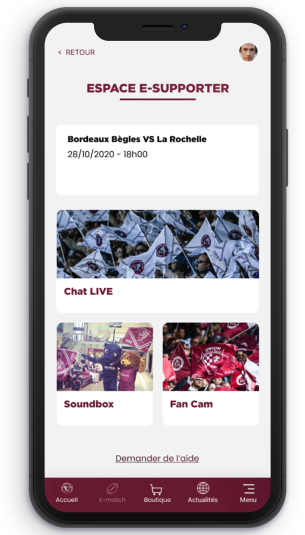 ‹ RETOUR
ESPACE E-SUPPORTER
Bordeaux Bègles VS La Rochelle
28/10/2020 - 18h00
Chat LIVE
Soundbox
Fan Cam
Demander de l'aide
Accueil
E-match
Boutique
Actualités
Menu